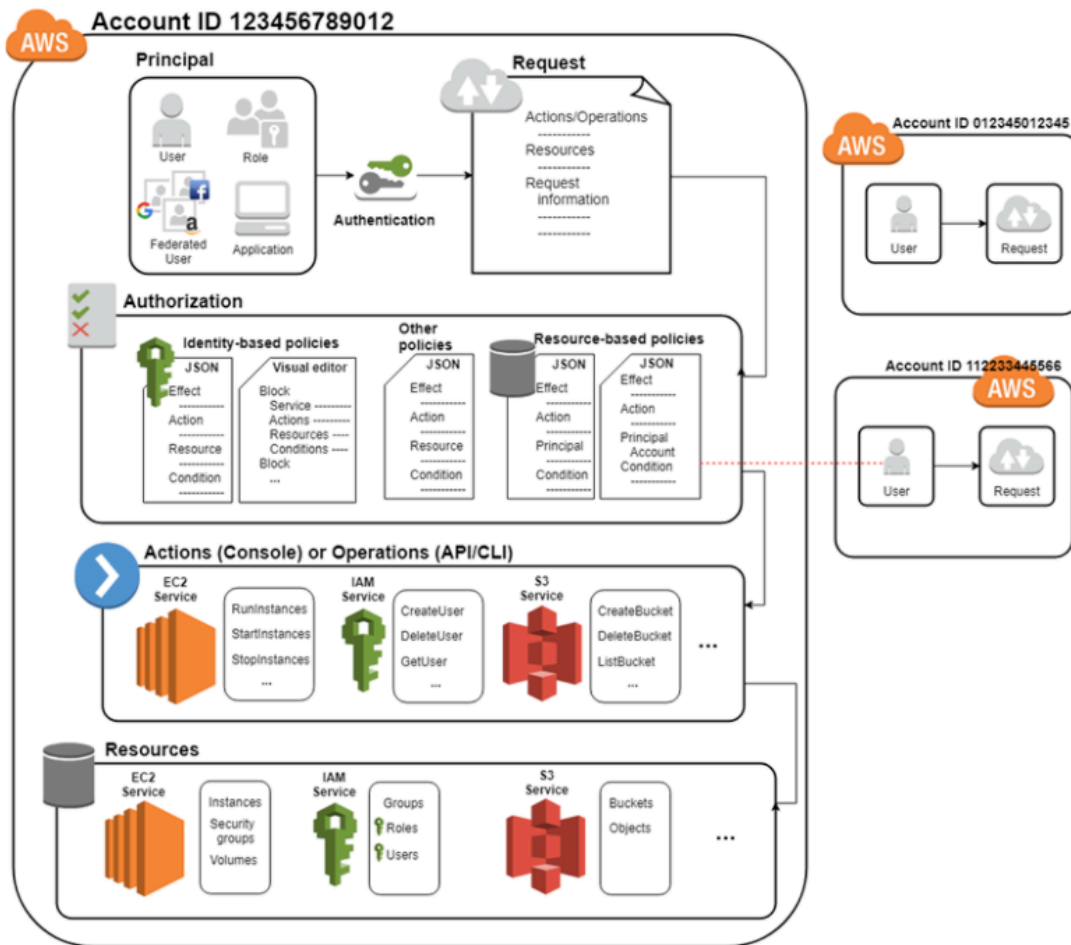 AWS
Account ID 123456789012
Principal
User
Role
G
f
a
Federated
User
Application
Authentication
Request
Actions/Operations
-----------
Resources
-----------
Request
information
-----------
-----------
Authorization
Identity-based policies
JSON
Effect
----------
Action
----------
Resource
----------
Condition
----------
Visual editor
Block
Service ---------
Actions ---------
Resources ----
Conditions ----
Block
...
Other
policies
JSON
Effect
----------
Action
----------
Resource
----------
Condition
----------
Resource-based policies
JSON
Effect
----------
Action
----------
Principal
----------
Condition
----------
JSON
Effect
----------
Action
----------
Principal
Account
Condition
----------
Actions (Console) or Operations (API/CLI)
EC2
Service
RunInstances
StartInstances
StopInstances
...
IAM
Service
CreateUser
DeleteUser
GetUser
...
S3
Service
CreateBucket
DeleteBucket
ListBucket
...
...
Resources
EC2
Service
Instances
Security
groups
Volumes
IAM
Service
Groups
Roles
Users
S3
Service
Buckets
Objects
...
Account ID 012345012345
AWS
User
Request
Account ID 112233445566
AWS
User
Request